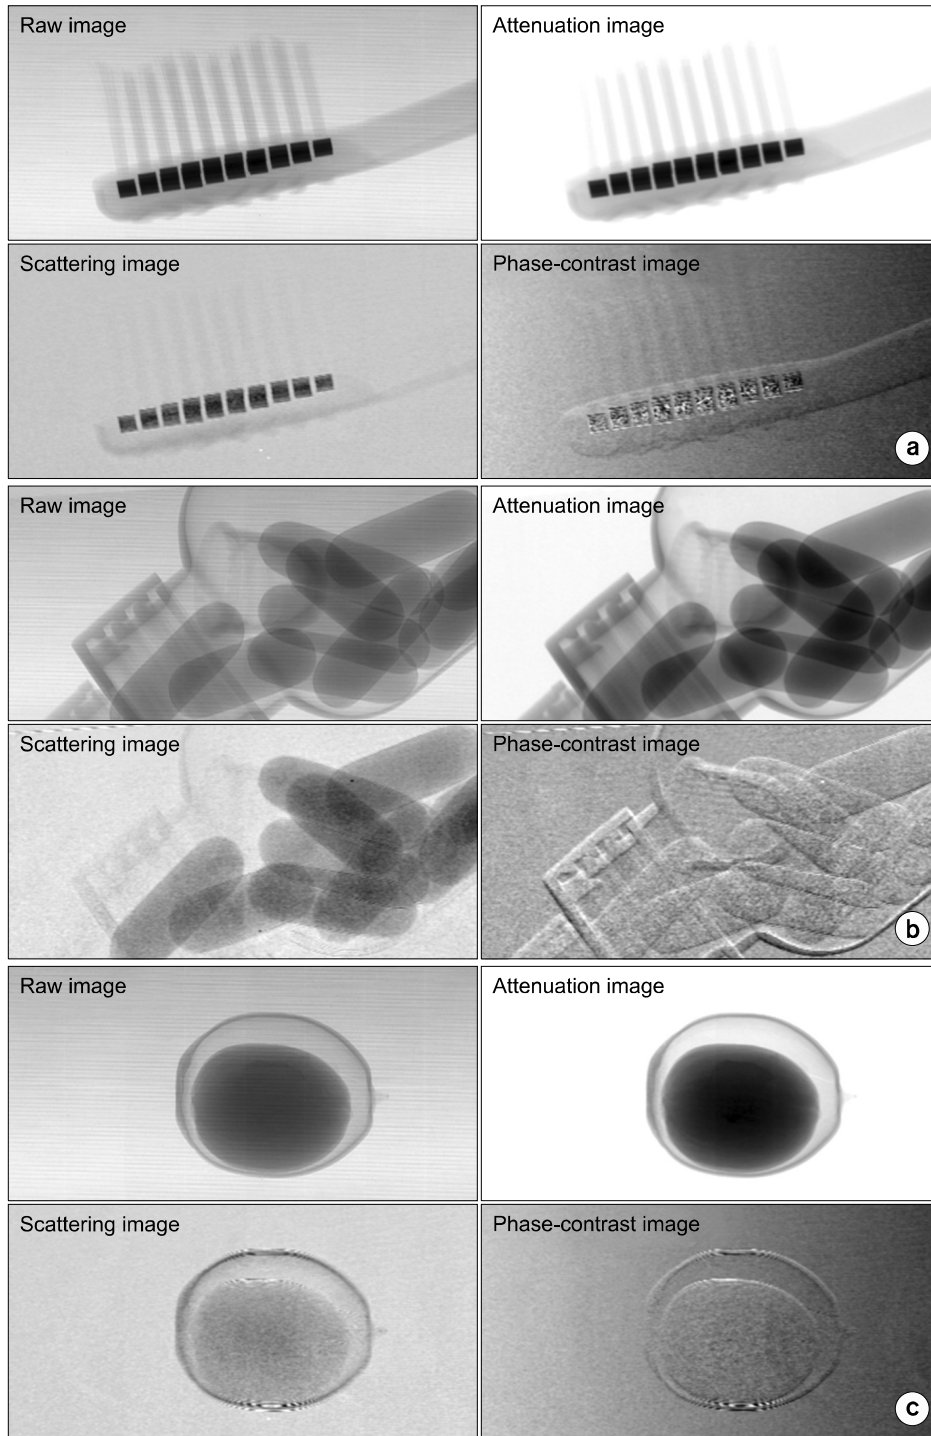 Raw image
Attenuation image
Scattering image
Phase-contrast image
a
Raw image
Attenuation image
Scattering image
Phase-contrast image
b
Raw image
Attenuation image
Scattering image
Phase-contrast image
c